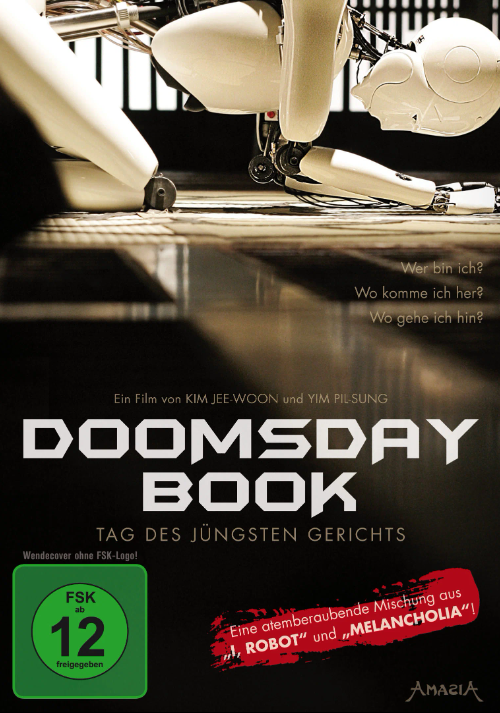 Wer bin ich?
Wo komme ich her?
Wo gehe ich hin?
Ein Film von KIM JEE-WOON und YIM PIL-SUNG
DOOMSDAY
BOOK
TAG DES JÜNGSTEN GERICHTS
Wendecover ohne FSK-Logo!
FSK
ab
12
freigegeben
Eine atemberaubende Mischung aus
„I, ROBOT“ und „MELANCHOLIA“!
AMASIA